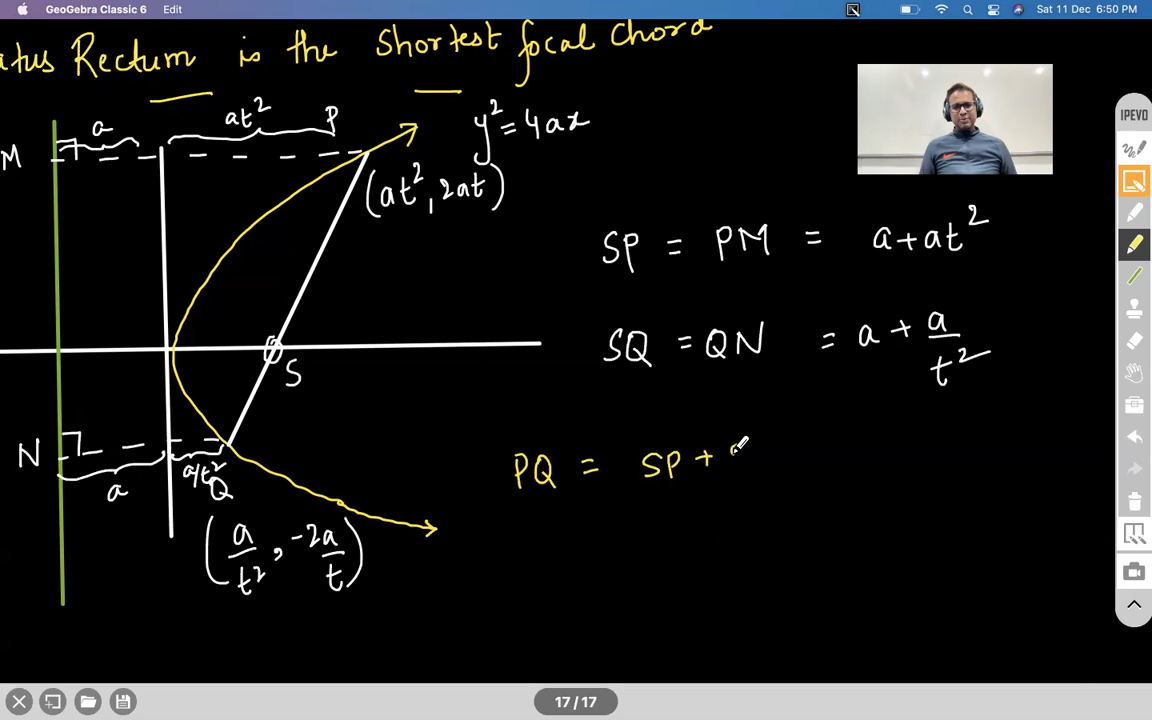 GeoGebra Classic 6 Edit
Sat 11 Dec 6:50 PM
atus Rectum is the Shortest focal Chord
IPEVO
a
at²
P
y² = 4ax
M
(at², 2at)
SP = PM = a+at²
SQ = QN = a + a/t²
S
N
a
a/t²
Q
PQ = SP +
(a/t², -2a/t)
17 / 17